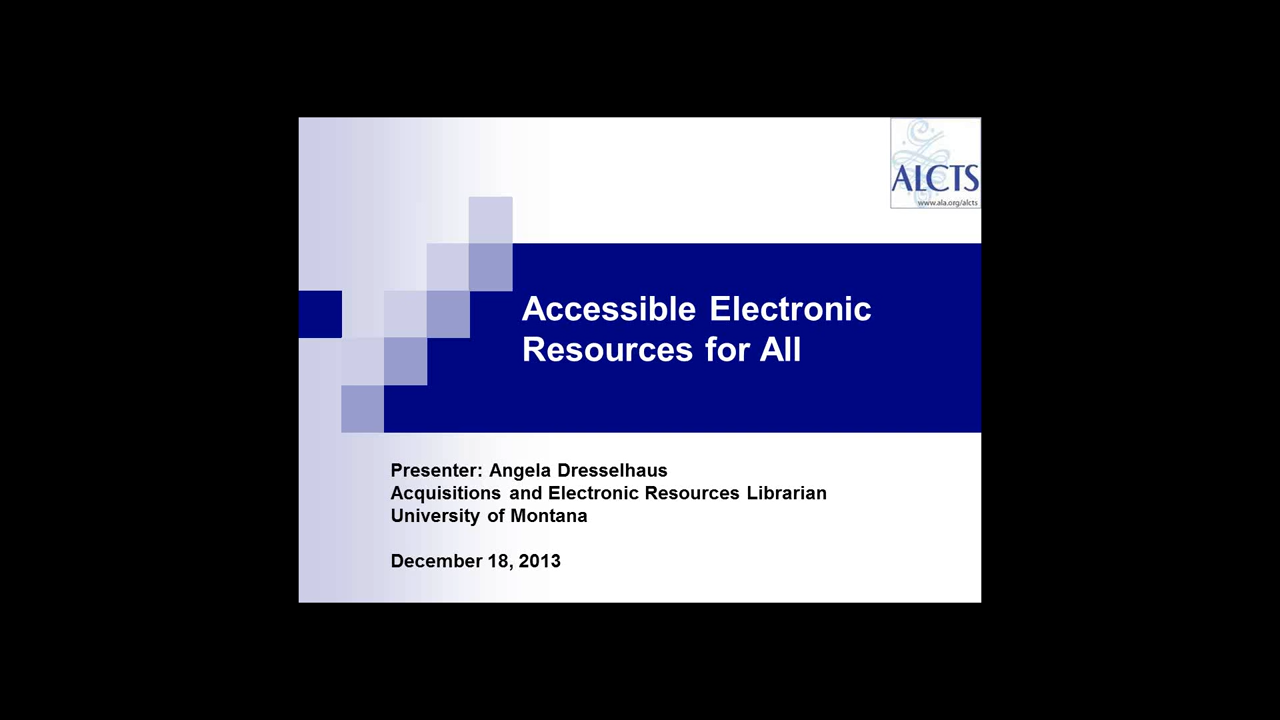 ALCTS
www.ala.org/alcts
Accessible Electronic
Resources for All
Presenter: Angela Dresselhaus
Acquisitions and Electronic Resources Librarian
University of Montana
December 18, 2013